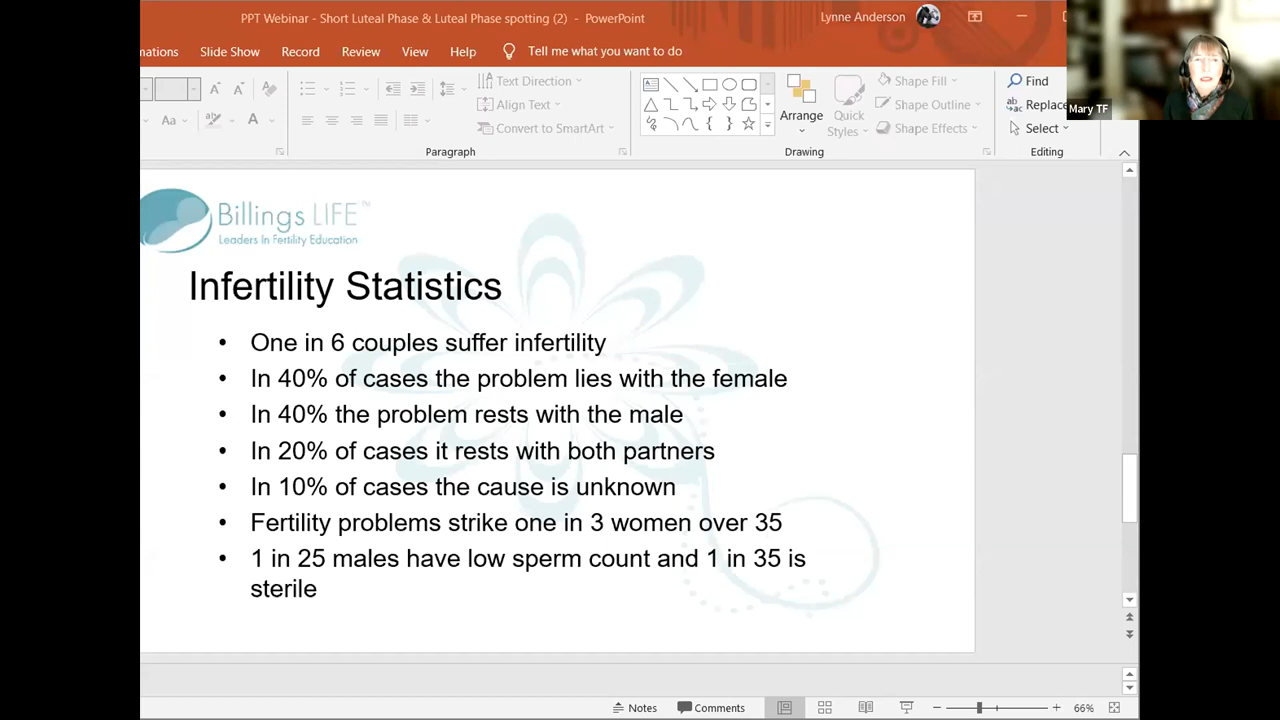 PPT Webinar - Short Luteal Phase & Luteal Phase spotting (2) - PowerPoint
Lynne Anderson
mations Slide Show Record Review View Help Tell me what you want to do
Text Direction
Align Text
Convert to SmartArt
Aa
A
Paragraph
Arrange
Quick Styles
Shape Fill
Shape Outline
Shape Effects
Drawing
Find
Replace
Select
Editing
Mary TF
Billings LIFE™
Leaders In Fertility Education
Infertility Statistics
• One in 6 couples suffer infertility
• In 40% of cases the problem lies with the female
• In 40% the problem rests with the male
• In 20% of cases it rests with both partners
• In 10% of cases the cause is unknown
• Fertility problems strike one in 3 women over 35
• 1 in 25 males have low sperm count and 1 in 35 is
sterile
Notes Comments 66%